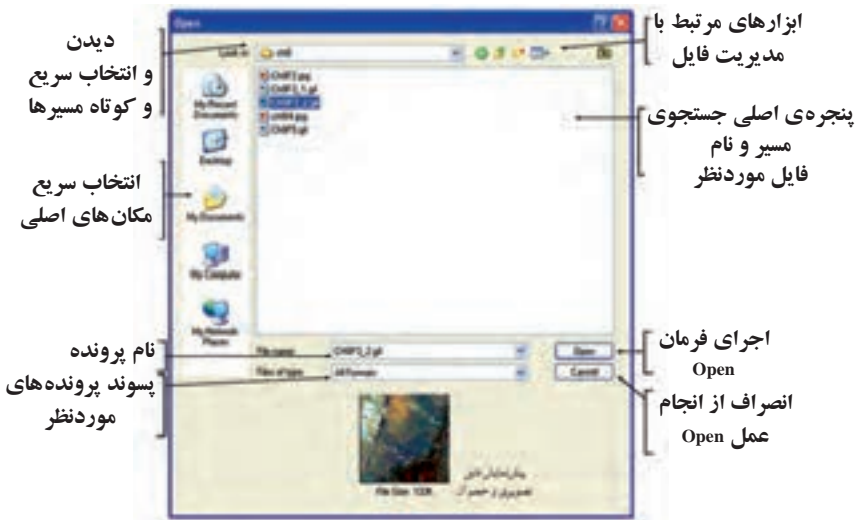 Open
دیدن
و انتخاب سریع
و کوتاه مسیرها
ابزارهای مرتبط با
مدیریت فایل
Look in
My Recent
Documents
Desktop
My Documents
My Computer
My Network
Places
پنجره‌ی اصلی جستجوی
مسیر و نام
فایل موردنظر
انتخاب سریع
مکان‌های اصلی
نام پرونده
پسوند پرونده‌های
موردنظر
File name:
Files of type:
All Formats
Open
Cancel
اجرای فرمان
Open
انصراف از انجام
عمل Open
File Size: